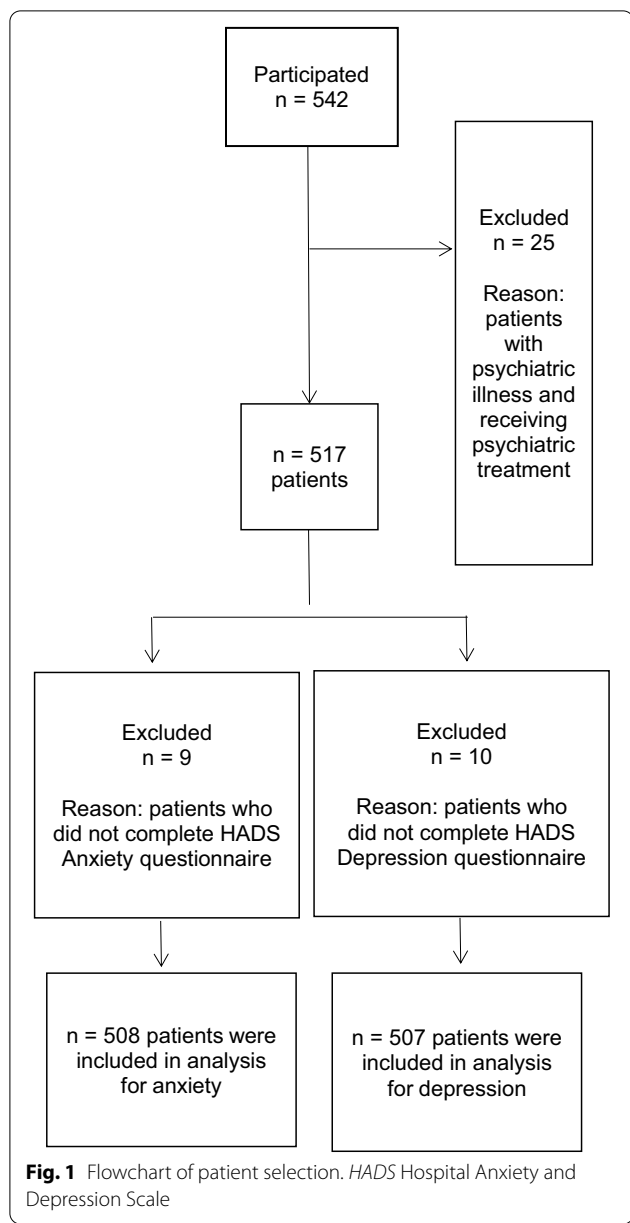 Participated
n = 542
Excluded
n = 25
Reason:
patients
with
psychiatric
illness and
receiving
psychiatric
treatment
n = 517
patients
Excluded
n = 9
Reason: patients who
did not complete HADS
Anxiety questionnaire
Excluded
n = 10
Reason: patients who
did not complete HADS
Depression questionnaire
n = 508 patients were
included in analysis
for anxiety
n = 507 patients were
included in analysis
for depression
Fig. 1 Flowchart of patient selection. HADS Hospital Anxiety and
Depression Scale